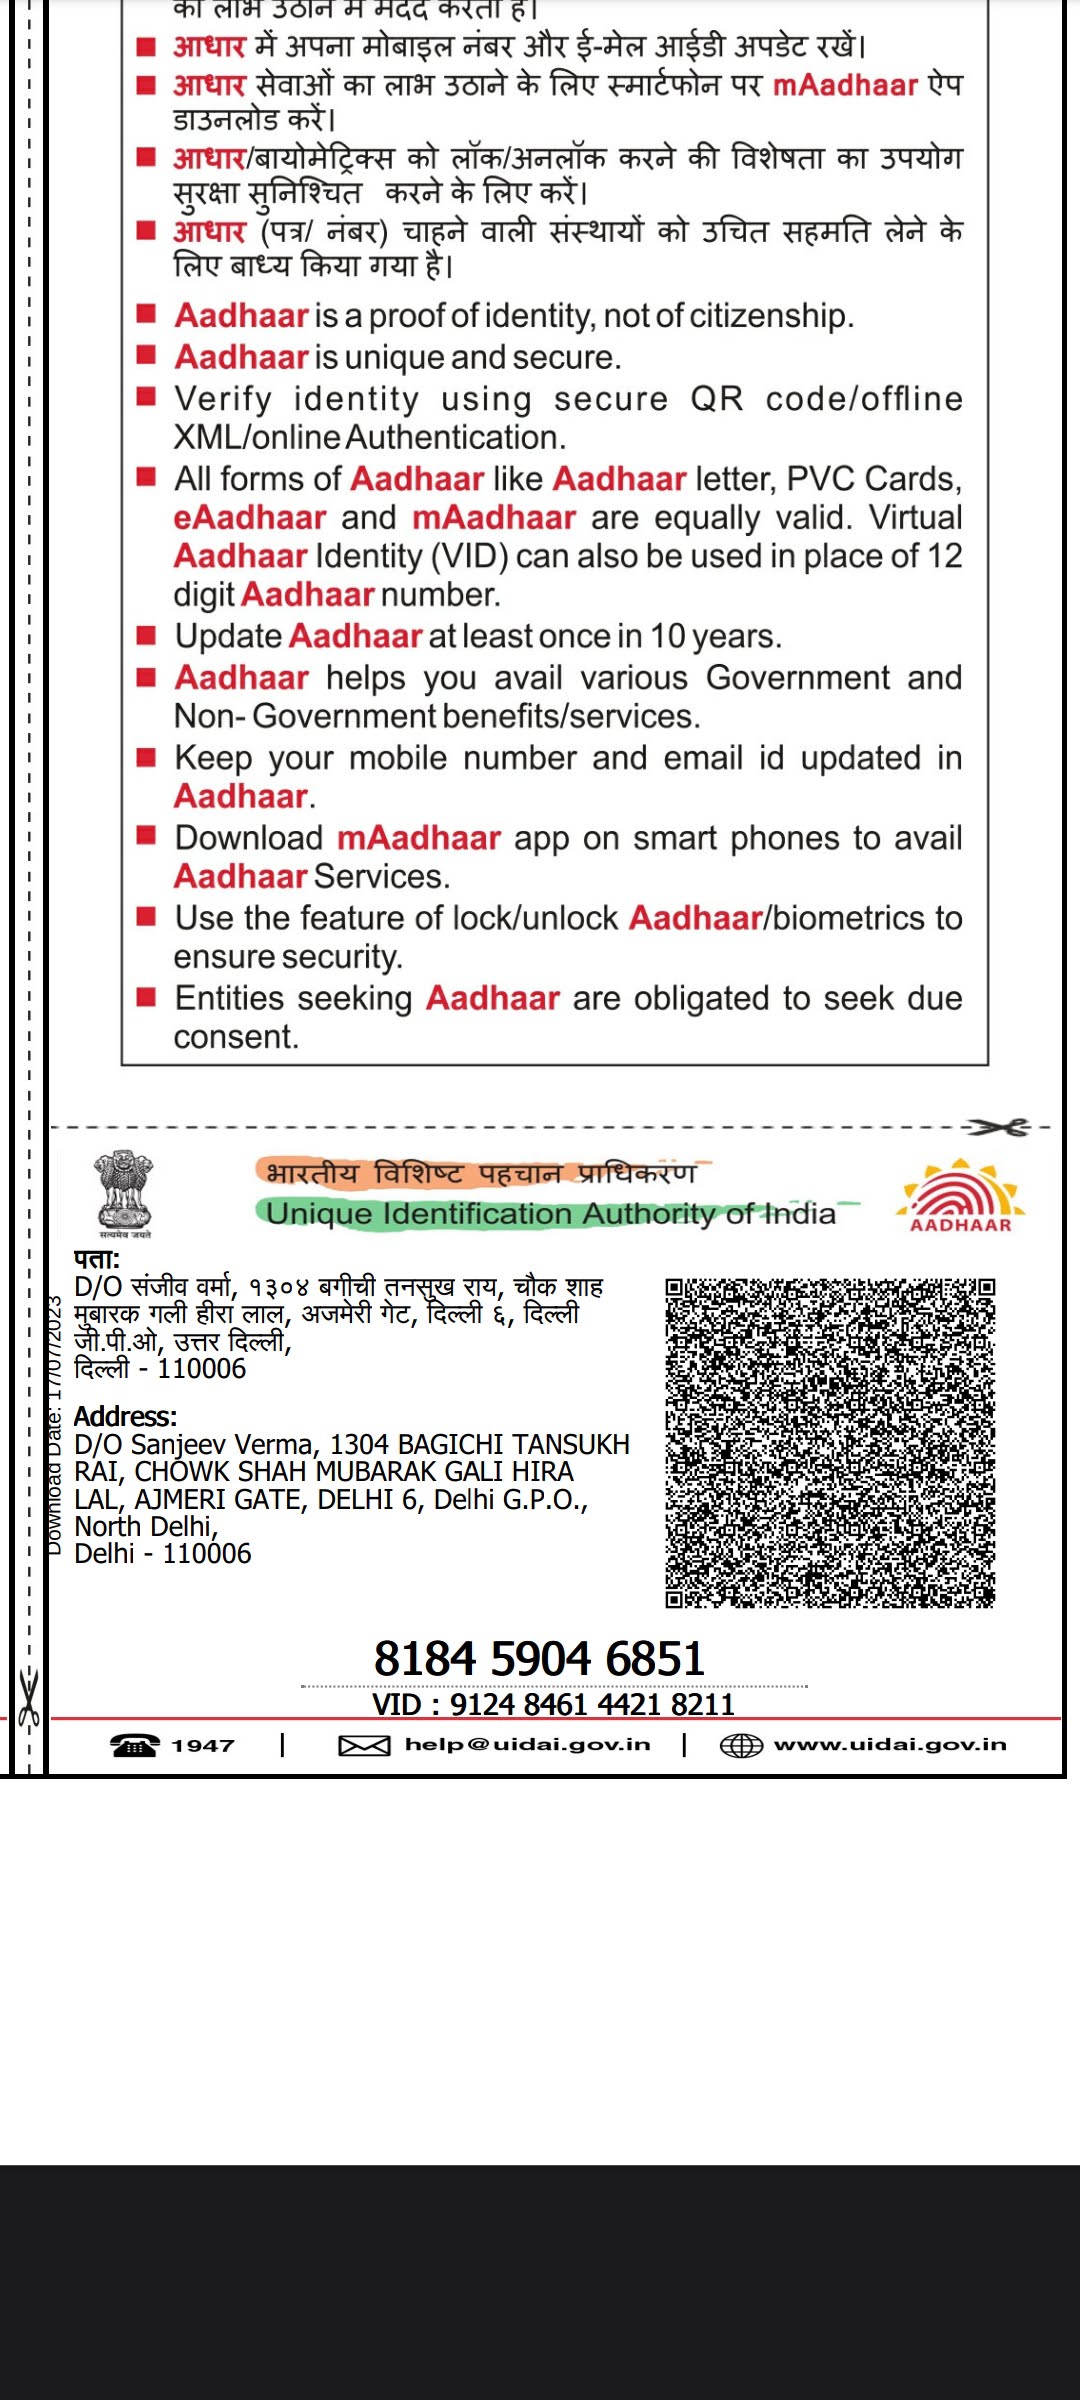 का लाभ उठाने में मदद करता है।
■ आधार में अपना मोबाइल नंबर और ई-मेल आईडी अपडेट रखें।
■ आधार सेवाओं का लाभ उठाने के लिए स्मार्टफोन पर mAadhaar ऐप
डाउनलोड करें।
■ आधार/बायोमेट्रिक्स को लॉक/अनलॉक करने की विशेषता का उपयोग
सुरक्षा सुनिश्चित करने के लिए करें।
■ आधार (पत्र/ नंबर) चाहने वाली संस्थायों को उचित सहमति लेने के
लिए बाध्य किया गया है।
■ Aadhaar is a proof of identity, not of citizenship.
■ Aadhaar is unique and secure.
■ Verify identity using secure QR code/offline
XML/online Authentication.
■ All forms of Aadhaar like Aadhaar letter, PVC Cards,
eAadhaar and mAadhaar are equally valid. Virtual
Aadhaar Identity (VID) can also be used in place of 12
digit Aadhaar number.
■ Update Aadhaar at least once in 10 years.
■ Aadhaar helps you avail various Government and
Non- Government benefits/services.
■ Keep your mobile number and email id updated in
Aadhaar.
■ Download mAadhaar app on smart phones to avail
Aadhaar Services.
■ Use the feature of lock/unlock Aadhaar/biometrics to
ensure security.
■ Entities seeking Aadhaar are obligated to seek due
consent.
सत्यमेव जयते
भारतीय विशिष्ट पहचान प्राधिकरण
Unique Identification Authority of India
AADHAAR
Download Date: 17/07/2023
पता:
D/O संजीव वर्मा, १३०४ बगीची तनसुख राय, चौक शाह
मुबारक गली हीरा लाल, अजमेरी गेट, दिल्ली ६, दिल्ली
जी.पी.ओ, उत्तर दिल्ली,
दिल्ली - 110006
Address:
D/O Sanjeev Verma, 1304 BAGICHI TANSUKH
RAI, CHOWK SHAH MUBARAK GALI HIRA
LAL, AJMERI GATE, DELHI 6, Delhi G.P.O.,
North Delhi,
Delhi - 110006
8184 5904 6851
VID : 9124 8461 4421 8211
1947 | help@uidai.gov.in | www.uidai.gov.in